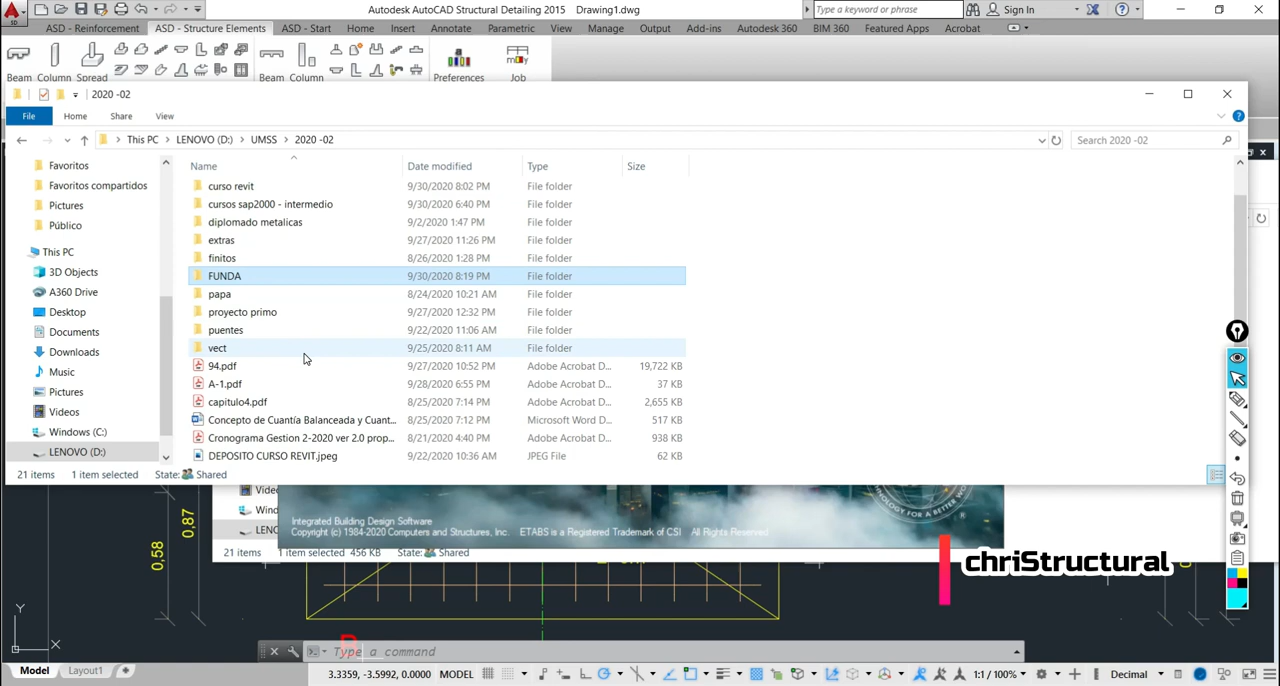 Autodesk AutoCAD Structural Detailing 2015 Drawing1.dwg
Type a keyword or phrase
Sign In
SD
ASD - Reinforcement ASD - Structure Elements ASD - Start Home Insert Annotate Parametric View Manage Output Add-ins Autodesk 360 BIM 360 Featured Apps Acrobat
Beam Column Spread Beam Column Preferences Job
2020 -02
File Home Share View
This PC > LENOVO (D:) > UMSS > 2020 -02
Search 2020 -02
Favoritos
Favoritos compartidos
Pictures
Público
This PC
3D Objects
A360 Drive
Desktop
Documents
Downloads
Music
Pictures
Videos
Windows (C:)
LENOVO (D:)
Name Date modified Type Size
curso revit 9/30/2020 8:02 PM File folder
cursos sap2000 - intermedio 9/30/2020 6:40 PM File folder
diplomado metalicas 9/2/2020 1:47 PM File folder
extras 9/27/2020 11:26 PM File folder
finitos 8/26/2020 1:28 PM File folder
FUNDA 9/30/2020 8:19 PM File folder
papa 8/24/2020 10:21 AM File folder
proyecto primo 9/27/2020 12:32 PM File folder
puentes 9/22/2020 11:06 AM File folder
vect 9/25/2020 8:11 AM File folder
94.pdf 9/27/2020 10:52 PM Adobe Acrobat D... 19,722 KB
A-1.pdf 9/28/2020 6:55 PM Adobe Acrobat D... 37 KB
capitulo4.pdf 8/25/2020 7:14 PM Adobe Acrobat D... 2,655 KB
Concepto de Cuantía Balanceada y Cuant... 8/25/2020 7:12 PM Microsoft Word D... 517 KB
Cronograma Gestion 2-2020 ver 2.0 prop... 8/21/2020 4:40 PM Adobe Acrobat D... 938 KB
DEPOSITO CURSO REVIT.jpeg 9/22/2020 10:36 AM JPEG File 62 KB
21 items 1 item selected State: Shared
Video
Wind
LENO
Integrated Building Design Software
Copyright (c) 1984-2020 Computers and Structures, Inc. ETABS is a Registered Trademark of CSI All Rights Reserved
21 items 1 item selected 456 KB State: Shared
0,58
0,87
chriStructural
Y
X
Type a command
Model Layout1
3.3359, -3.5992, 0.0000 MODEL 1:1 / 100% Decimal